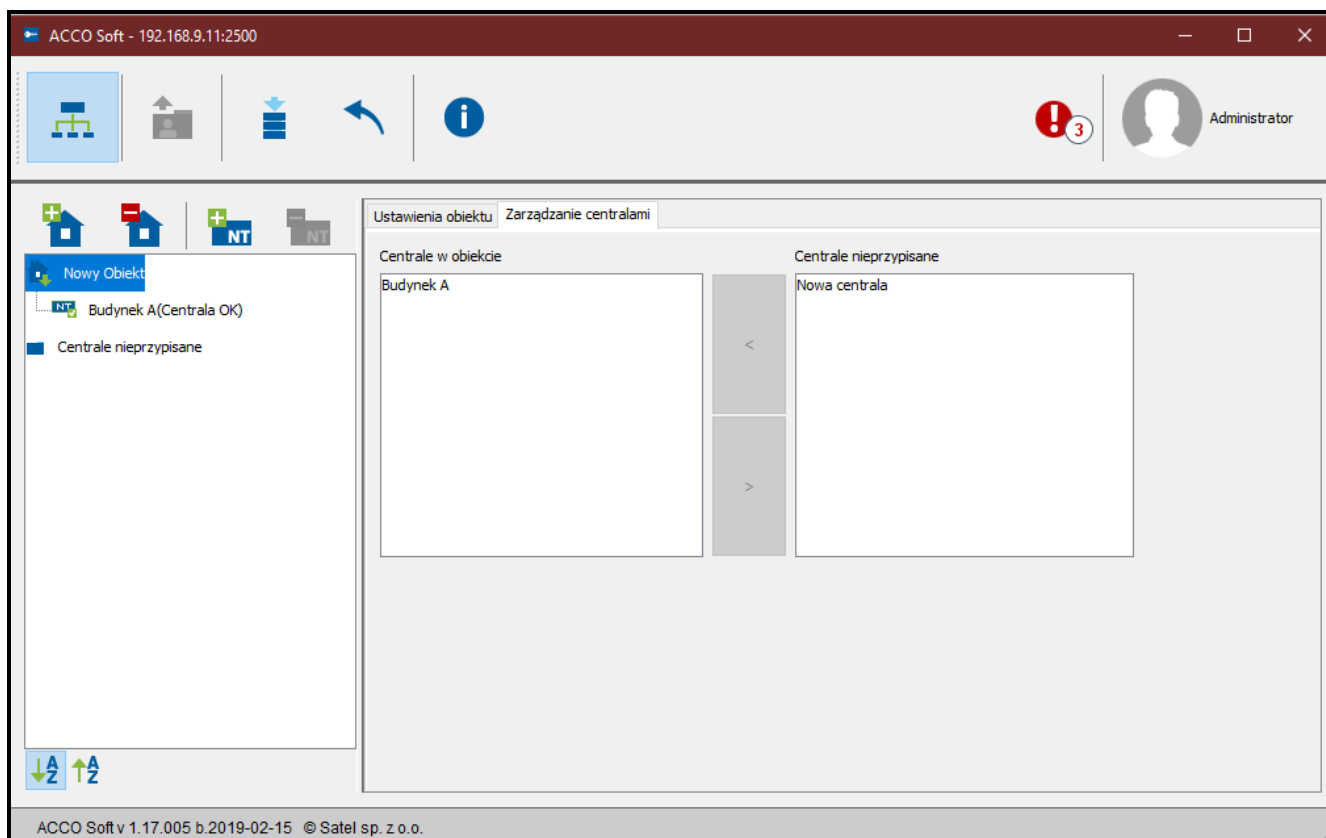 ACCO Soft - 192.168.9.11:2500
3
Administrator
NT
NT
Nowy Obiekt
NT
Budynek A(Centrala OK)
Centrale nieprzypisane
A
Z
A
Z
Ustawienia obiektu
Zarządzanie centralami
Centrale w obiekcie
Centrale nieprzypisane
Budynek A
<
>
Nowa centrala
ACCO Soft v 1.17.005 b.2019-02-15 © Satel sp. z o.o.